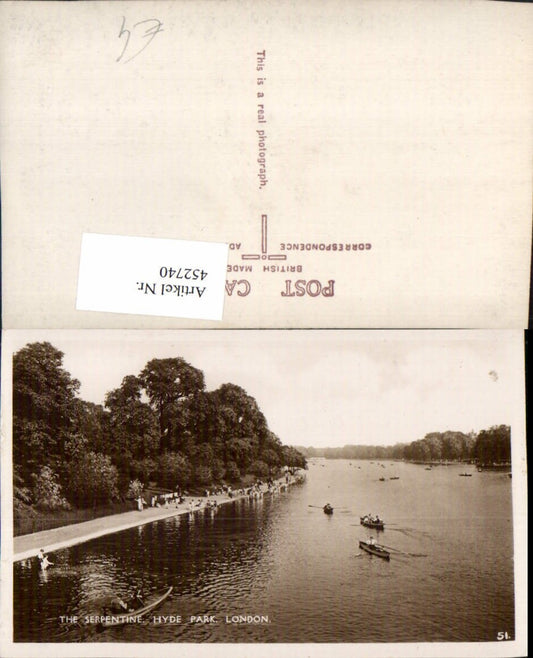 This is a real photograph.
POST CA
BRITISH MADE
CORRESPONDENCE
AD
Artikel Nr.
452740
THE SERPENTINE. HYDE PARK. LONDON.
51.